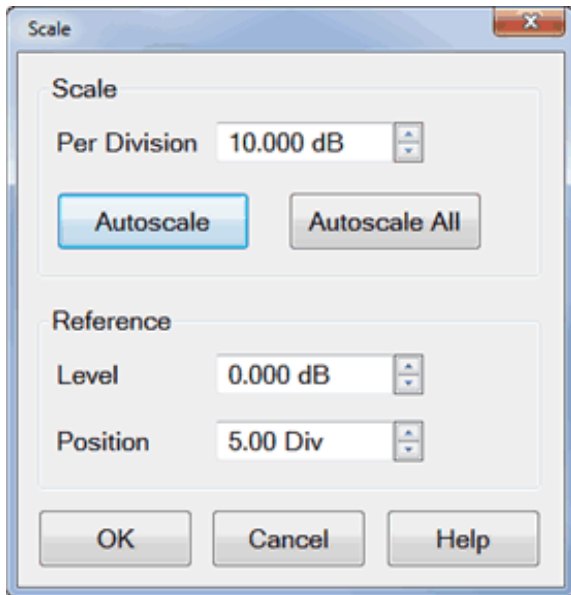 Scale
Scale
Per Division 10.000 dB
Autoscale Autoscale All
Reference
Level 0.000 dB
Position 5.00 Div
OK Cancel Help